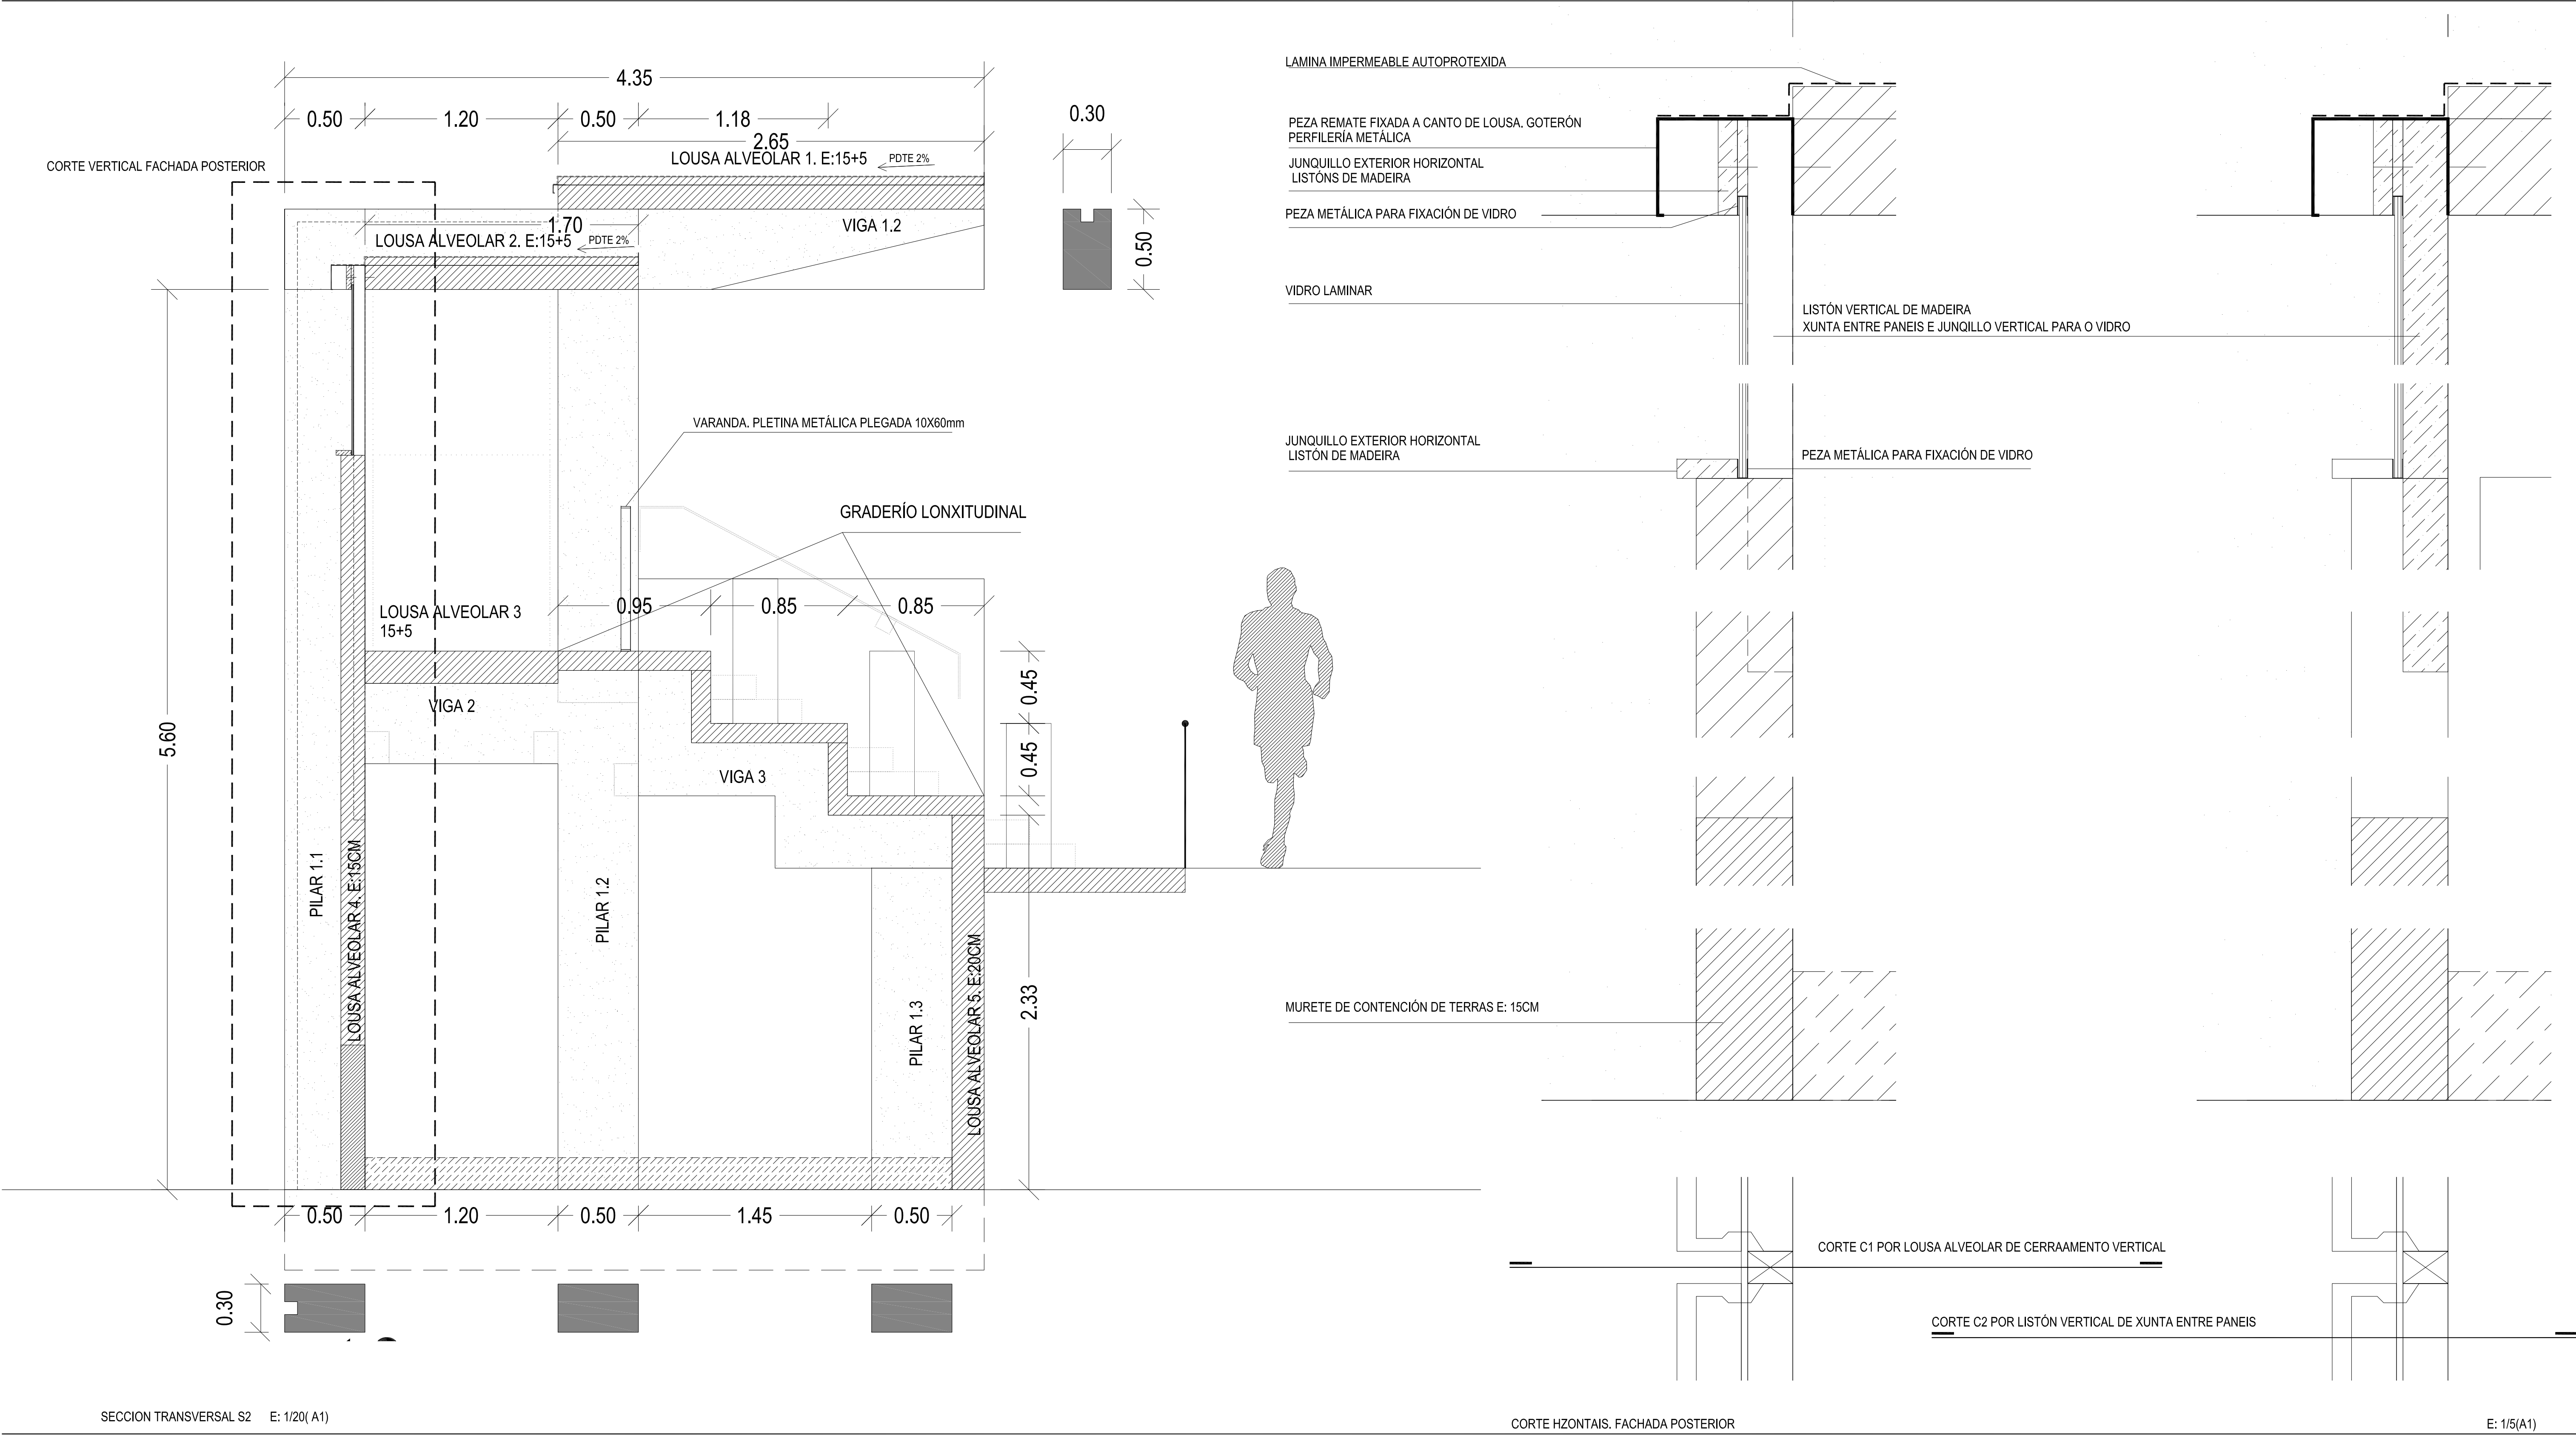 4.35
0.50
1.20
0.50
1.18
2.65
LOUSA ALVEOLAR 1. E:15+5
PDTE 2%
0.30
CORTE VERTICAL FACHADA POSTERIOR
1.70
LOUSA ALVEOLAR 2. E:15+5
PDTE 2%
VIGA 1.2
0.50
5.60
VARANDA. PLETINA METÁLICA PLEGADA 10X60mm
GRADERÍO LONXITUDINAL
LOUSA ALVEOLAR 3
15+5
0.95
0.85
0.85
0.45
0.45
VIGA 2
VIGA 3
PILAR 1.1
LOUSA ALVEOLAR 4. E:15CM
PILAR 1.2
PILAR 1.3
LOUSA ALVEOLAR 5. E:20CM
2.33
0.50
1.20
0.50
1.45
0.50
0.30
SECCION TRANSVERSAL S2 E: 1/20( A1)
LAMINA IMPERMEABLE AUTOPROTEXIDA
PEZA REMATE FIXADA A CANTO DE LOUSA. GOTERÓN
PERFILERÍA METÁLICA
JUNQUILLO EXTERIOR HORIZONTAL
LISTÓNS DE MADEIRA
PEZA METÁLICA PARA FIXACIÓN DE VIDRO
VIDRO LAMINAR
LISTÓN VERTICAL DE MADEIRA
XUNTA ENTRE PANEIS E JUNQILLO VERTICAL PARA O VIDRO
JUNQUILLO EXTERIOR HORIZONTAL
LISTÓN DE MADEIRA
PEZA METÁLICA PARA FIXACIÓN DE VIDRO
MURETE DE CONTENCIÓN DE TERRAS E: 15CM
CORTE C1 POR LOUSA ALVEOLAR DE CERRAAMENTO VERTICAL
CORTE C2 POR LISTÓN VERTICAL DE XUNTA ENTRE PANEIS
CORTE HZONTAIS. FACHADA POSTERIOR
E: 1/5(A1)